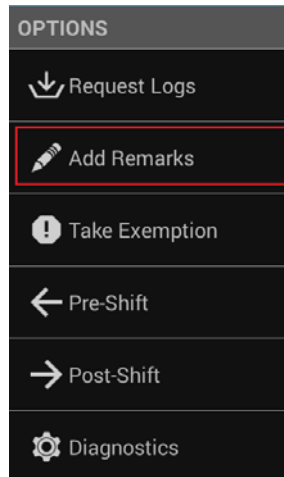 OPTIONS
Request Logs
Add Remarks
Take Exemption
Pre-Shift
Post-Shift
Diagnostics